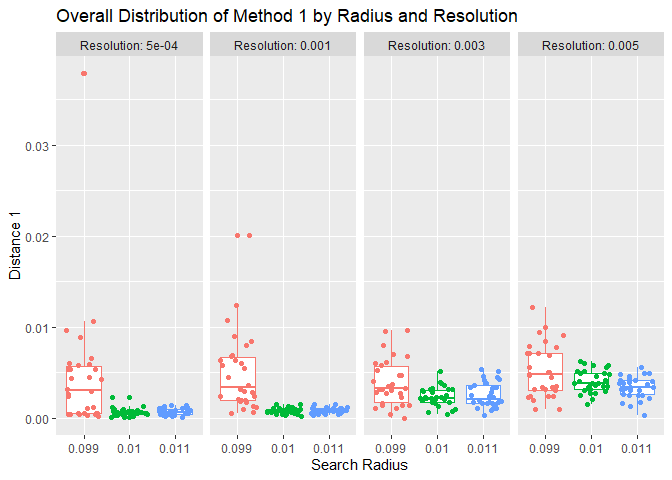 Overall Distribution of Method 1 by Radius and Resolution
Resolution: 5e-04
Resolution: 0.001
Resolution: 0.003
Resolution: 0.005
Distance 1
0.03
0.02
0.01
0.00
0.099 0.01 0.011 0.099 0.01 0.011 0.099 0.01 0.011 0.099 0.01 0.011
Search Radius